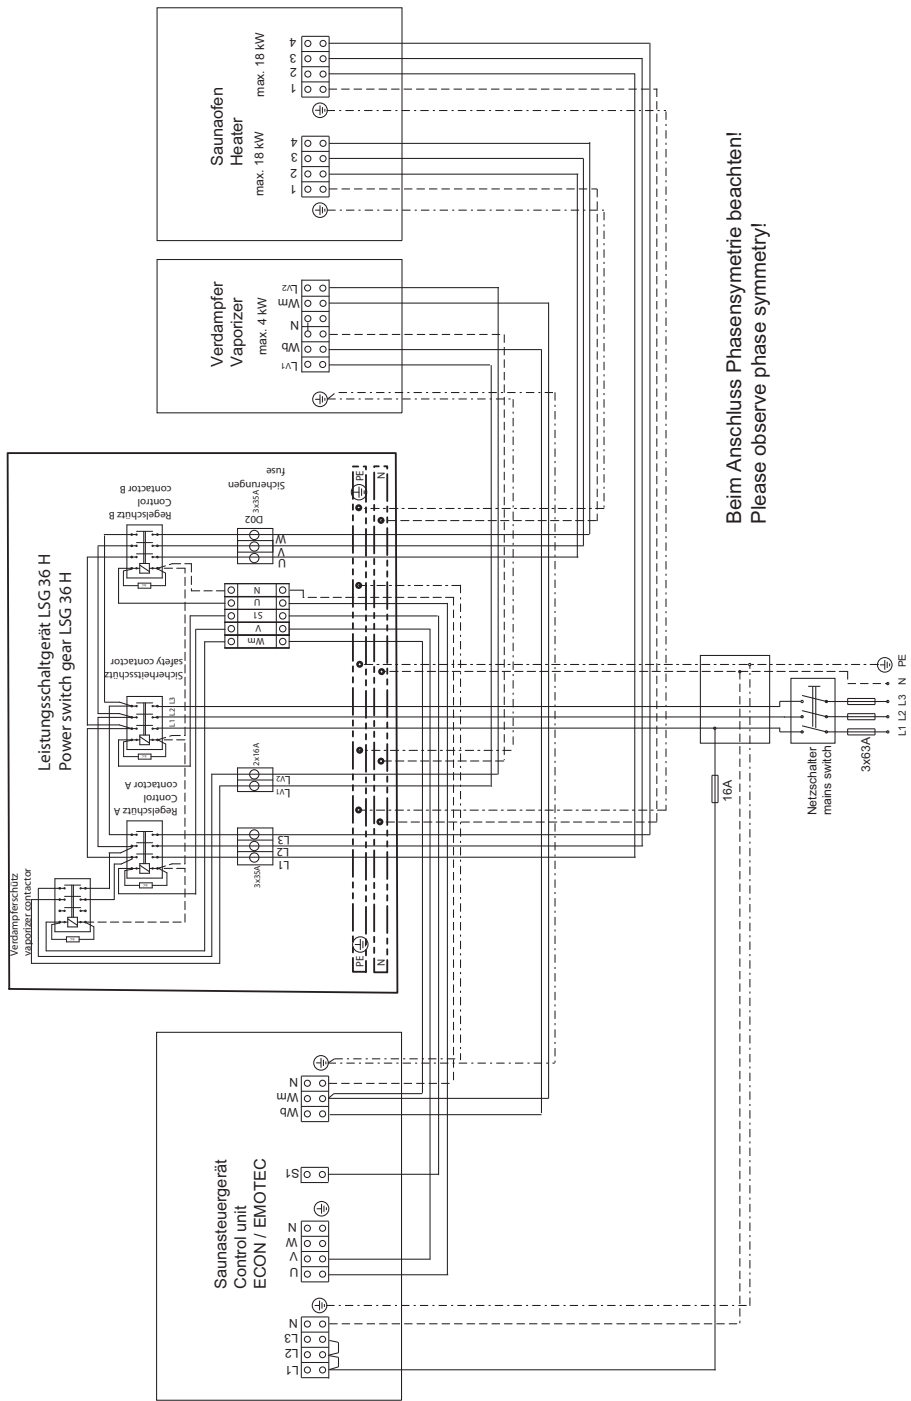 Saunaofen
Heater
max. 18 kW
max. 18 kW
4
3
2
1
4
3
2
1
Verdampfer
Vaporizer
max. 4 kW
LV2
Wm
N
Wb
LV1
Leistungsschaltgerät LSG 36 H
Power switch gear LSG 36 H
Regelschütz B
Control
contactor B
Sicherungen
fuse
3x35A
D02
W
V
U
N
U
S1
V
Wm
Sicherheitsschütz
safety contactor
L1 L2 L3
2x16A
LV2
LV1
Regelschütz A
Control
contactor A
3x35A
L3
L2
L1
Verdampferschütz
vaporizer contactor
PE
N
PE
N
Saunasteuergerät
Control unit
ECON / EMOTEC
N
Wm
Wb
S1
N
W
V
U
N
L3
L2
L1
Beim Anschluss Phasensymetrie beachten!
Please observe phase symmetry!
16A
Netzschalter
mains switch
3x63A
PE
N
L3
L2
L1